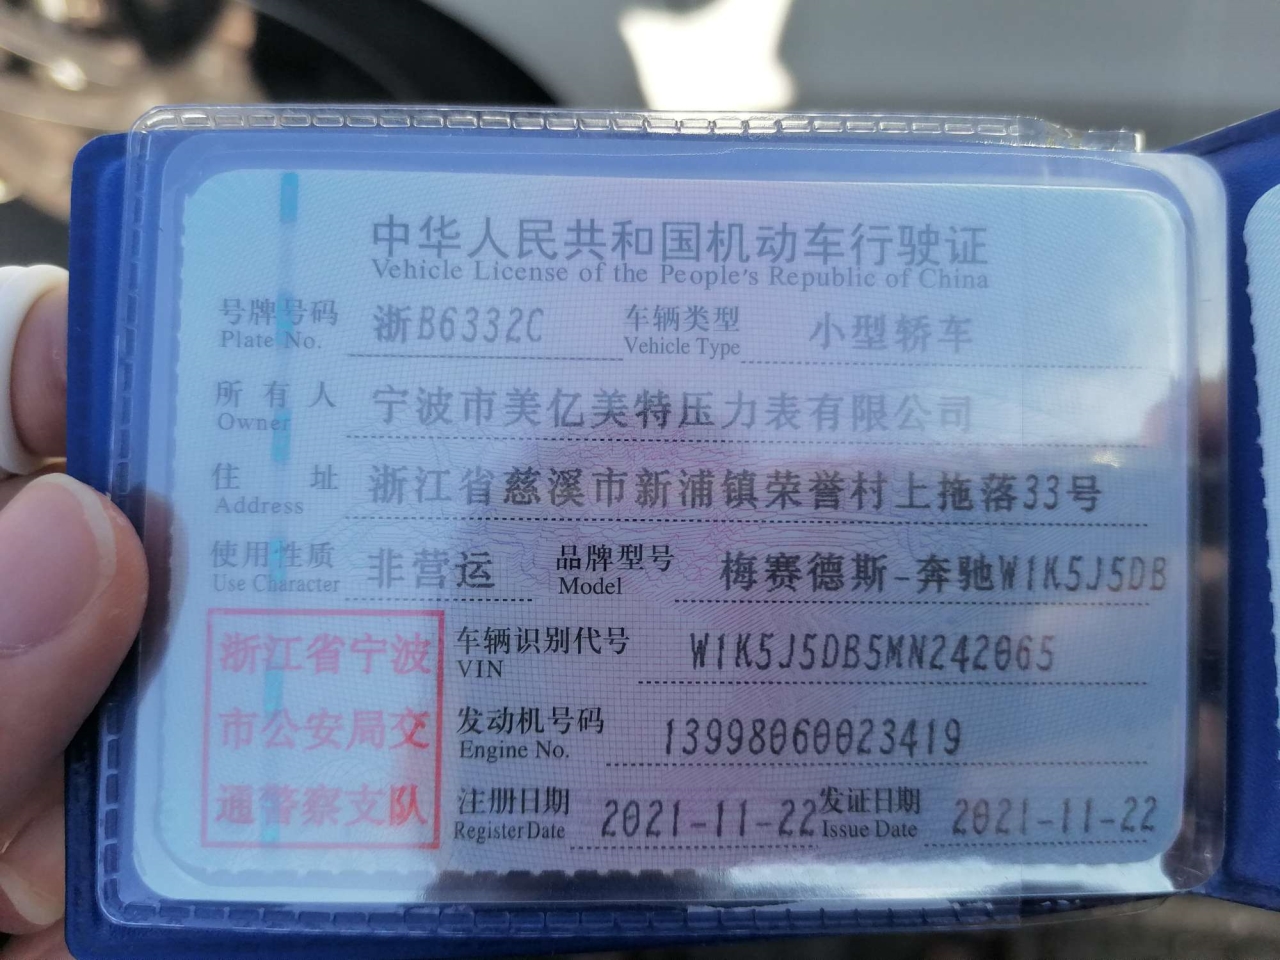 中华人民共和国机动车行驶证
Vehicle License of the People's Republic of China
号牌号码 浙B6332C 车辆类型 小型轿车
Plate No. Vehicle Type
所有人 宁波市美亿美特压力表有限公司
Owner
住址 浙江省慈溪市新浦镇荣誉村上拖落33号
Address
使用性质 非营运 品牌型号 梅赛德斯-奔驰W1K5J5DB
Use Character Model
浙江省宁波
市公安局交
通警察支队
车辆识别代号 W1K5J5DB5MN242065
VIN
发动机号码 13998060023419
Engine No.
注册日期 2021-11-22 发证日期 2021-11-22
Register Date Issue Date